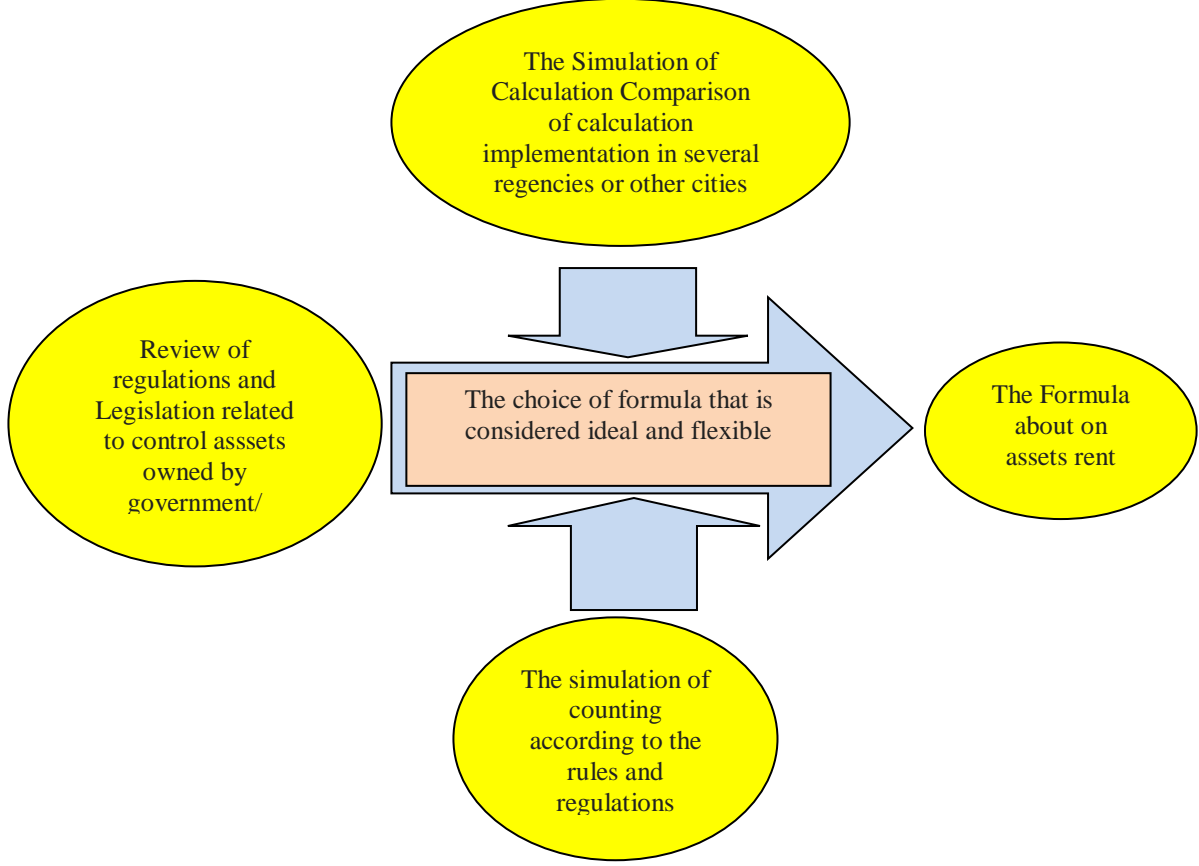 The Simulation of
Calculation Comparison
of calculation
implementation in several
regencies or other cities
Review of
regulations and
Legislation related
to control asssets
owned by
government/
The choice of formula that is
considered ideal and flexible
The Formula
about on
assets rent
The simulation of
counting
according to the
rules and
regulations